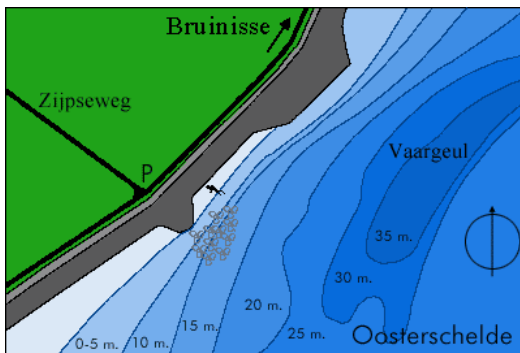 Bruinisse
Zijpseweg
P
Vaargeul
35 m.
30 m.
20 m.
25 m.
15 m.
10 m.
0-5 m.
Oosterschelde